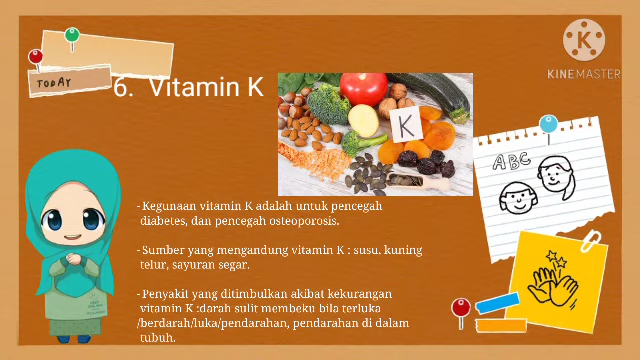 KINEMASTER
TODAY
6. Vitamin K
K
ABC
- Kegunaan vitamin K adalah untuk pencegah
diabetes, dan pencegah osteoporosis.
- Sumber yang mengandung vitamin K : susu, kuning
telur, sayuran segar.
- Penyakit yang ditimbulkan akibat kekurangan
vitamin K :darah sulit membeku bila terluka
/berdarah/luka/pendarahan, pendarahan di dalam
tubuh.